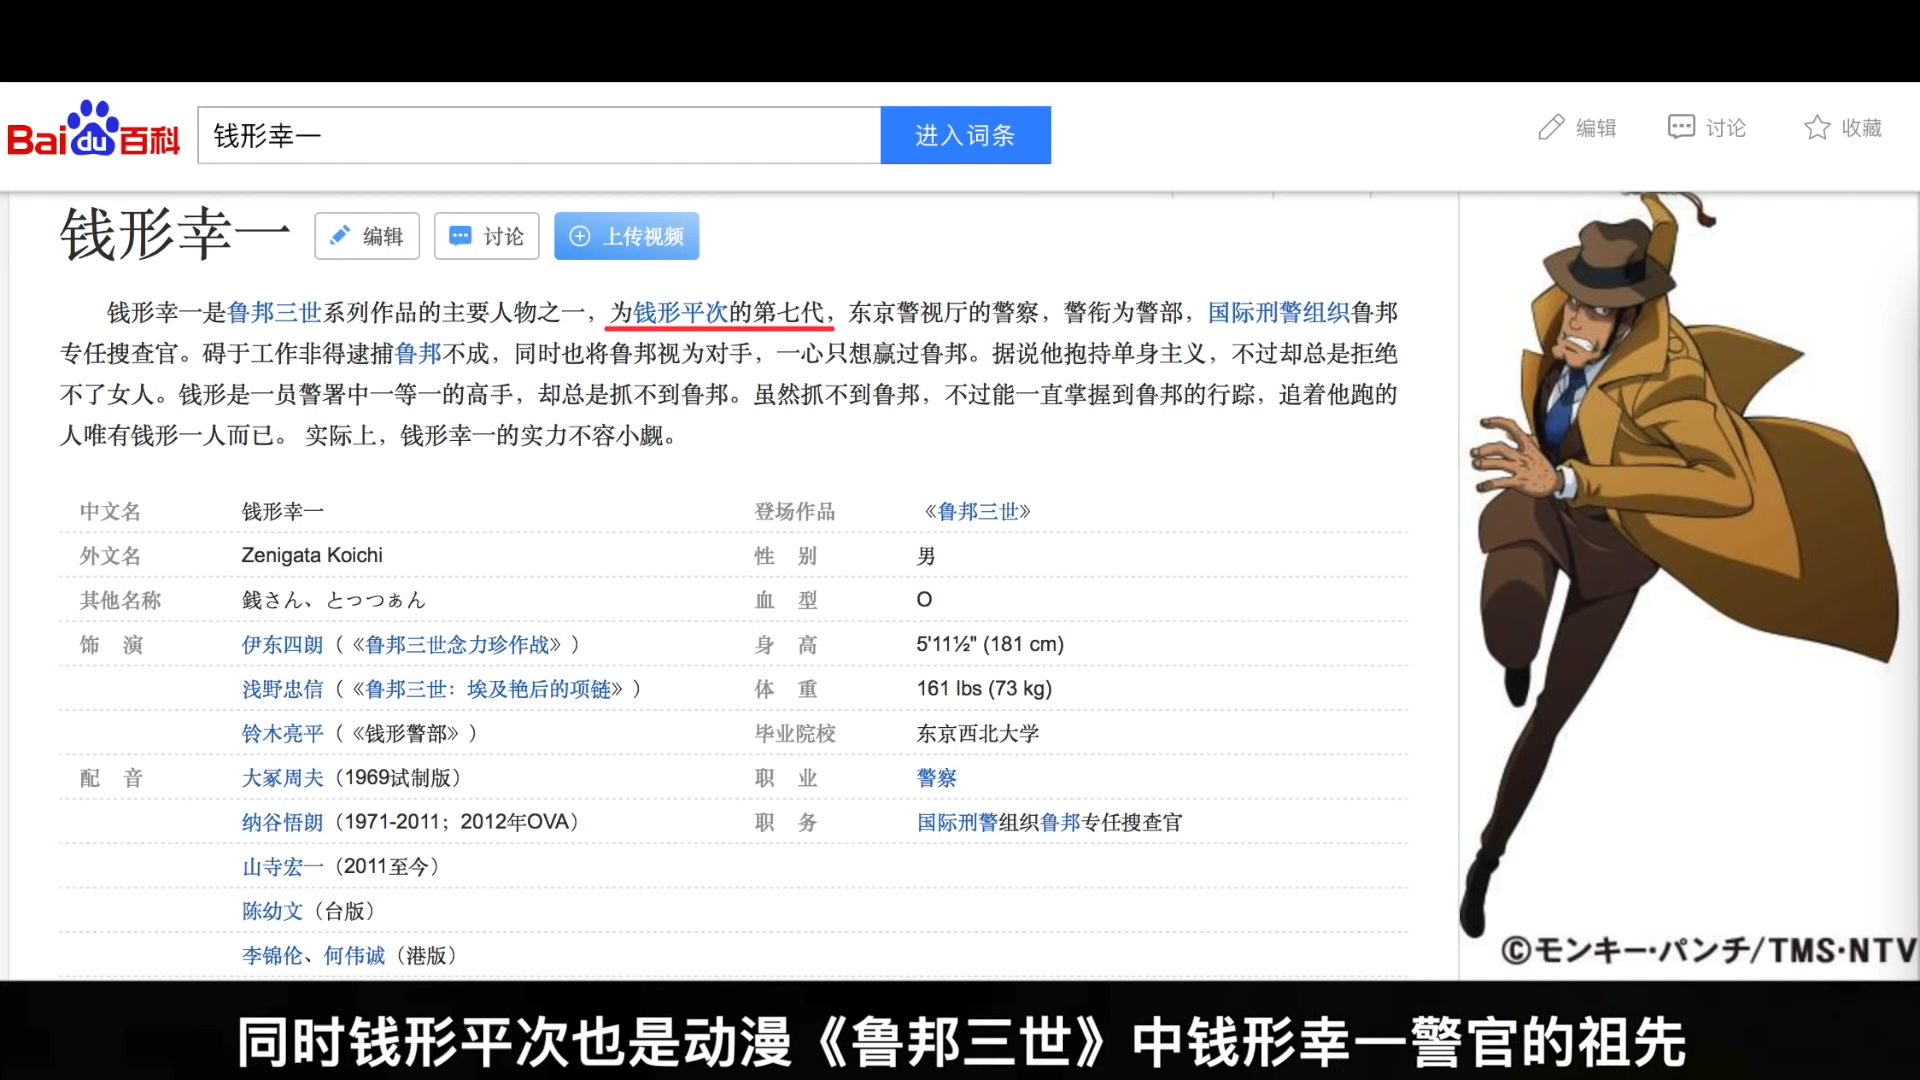 Bai du 百科
钱形幸一
进入词条
编辑
讨论
收藏
钱形幸一 编辑 讨论 上传视频
钱形幸一是鲁邦三世系列作品的主要人物之一，为钱形平次的第七代，东京警视厅的警察，警衔为警部，国际刑警组织鲁邦
专任搜查官。碍于工作非得逮捕鲁邦不成，同时也将鲁邦视为对手，一心只想赢过鲁邦。据说他抱持单身主义，不过却总是拒绝
不了女人。钱形是一员警署中一等一的高手，却总是抓不到鲁邦。虽然抓不到鲁邦，不过能一直掌握到鲁邦的行踪，追着他跑的
人唯有钱形一人而已。 实际上，钱形幸一的实力不容小觑。
中文名 钱形幸一 登场作品 《鲁邦三世》
外文名 Zenigata Koichi 性 别 男
其他名称 銭さん、とっつぁん 血 型 O
饰 演 伊东四朗（《鲁邦三世念力珍作战》） 身 高 5'11½" (181 cm)
浅野忠信（《鲁邦三世：埃及艳后的项链》） 体 重 161 lbs (73 kg)
铃木亮平（《钱形警部》） 毕业院校 东京西北大学
配 音 大冢周夫（1969试制版） 职 业 警察
纳谷悟朗（1971-2011；2012年OVA） 职 务 国际刑警组织鲁邦专任搜查官
山寺宏一（2011至今）
陈幼文（台版）
李锦伦、何伟诚（港版）
©モンキー·パンチ/TMS·NTV
同时钱形平次也是动漫《鲁邦三世》中钱形幸一警官的祖先